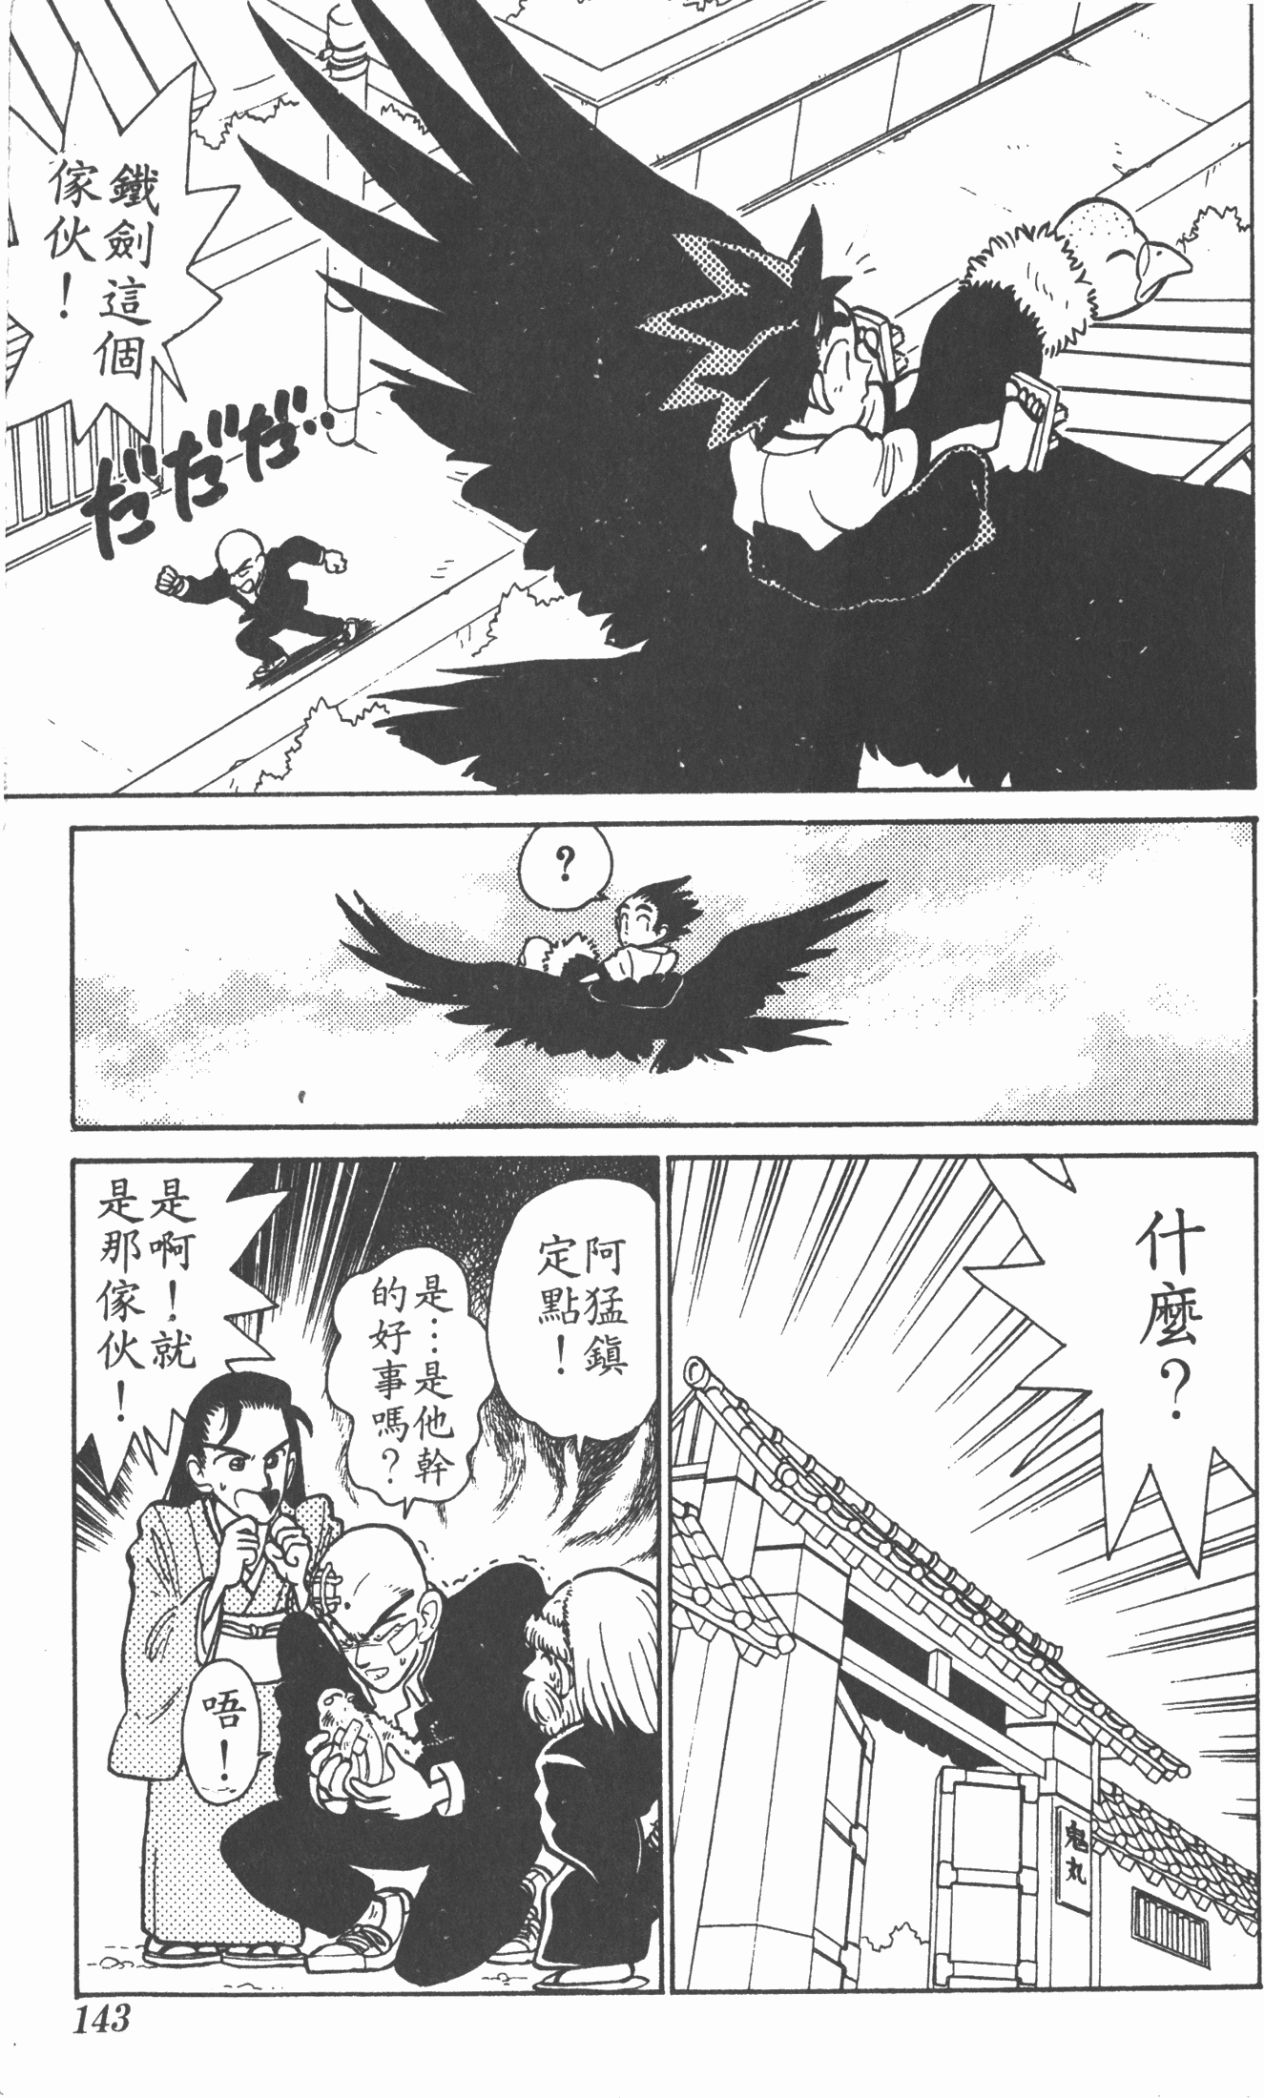 鐵劍這個
傢伙！
だだだ‥
？
什麼？
鬼丸
阿猛鎮
定點！
是…是他幹
的好事嗎？
是啊！就
是那傢伙！
唔！
143